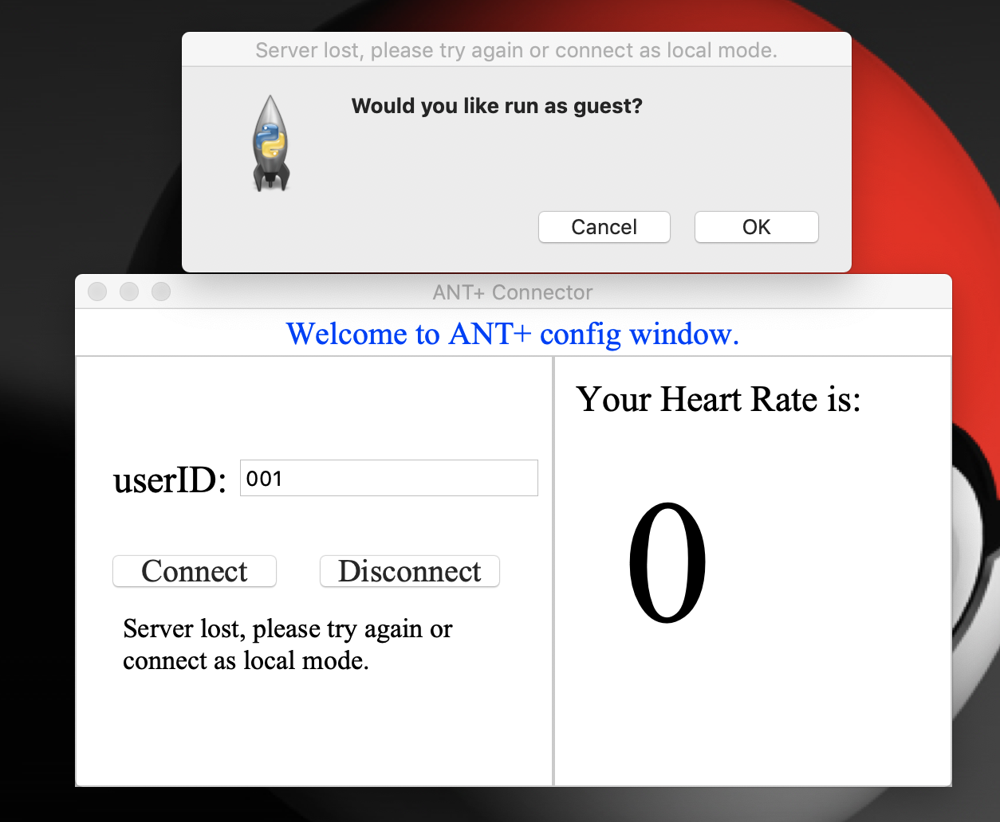 Server lost, please try again or connect as local mode.
Would you like run as guest?
Cancel
OK
ANT+ Connector
Welcome to ANT+ config window.
userID:
001
Connect
Disconnect
Server lost, please try again or
connect as local mode.
Your Heart Rate is:
0